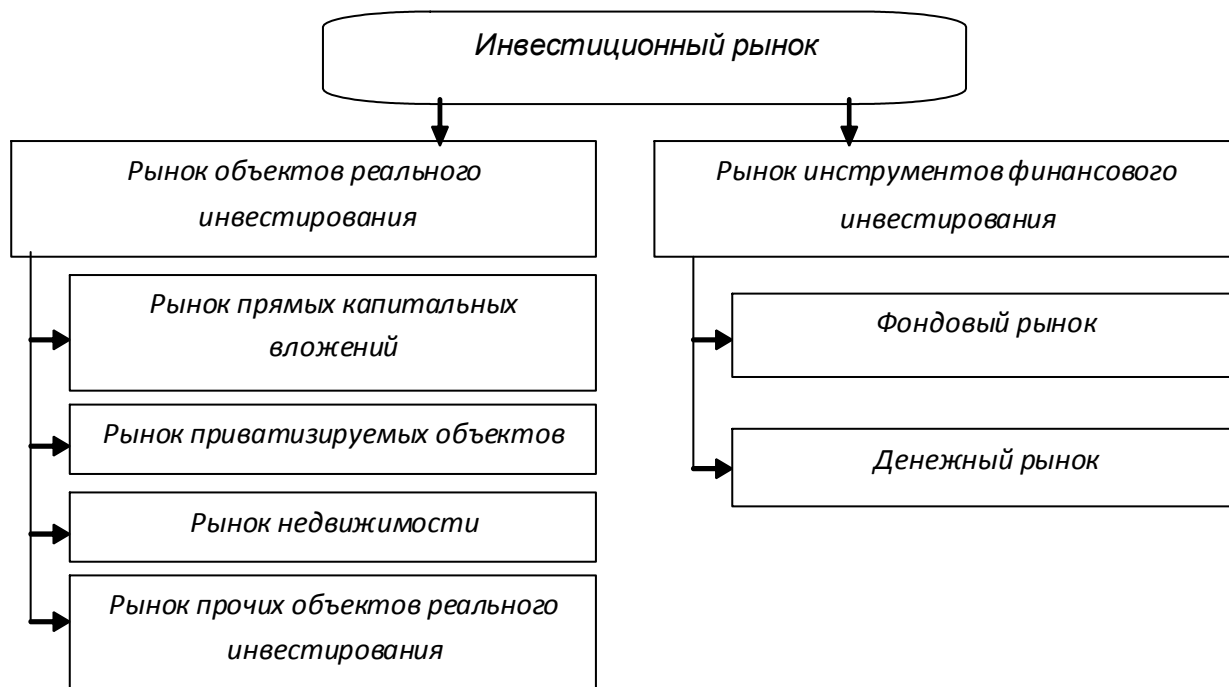 Инвестиционный рынок
Рынок объектов реального
инвестирования
Рынок прямых капитальных
вложений
Рынок приватизируемых объектов
Рынок недвижимости
Рынок прочих объектов реального
инвестирования
Рынок инструментов финансового
инвестирования
Фондовый рынок
Денежный рынок